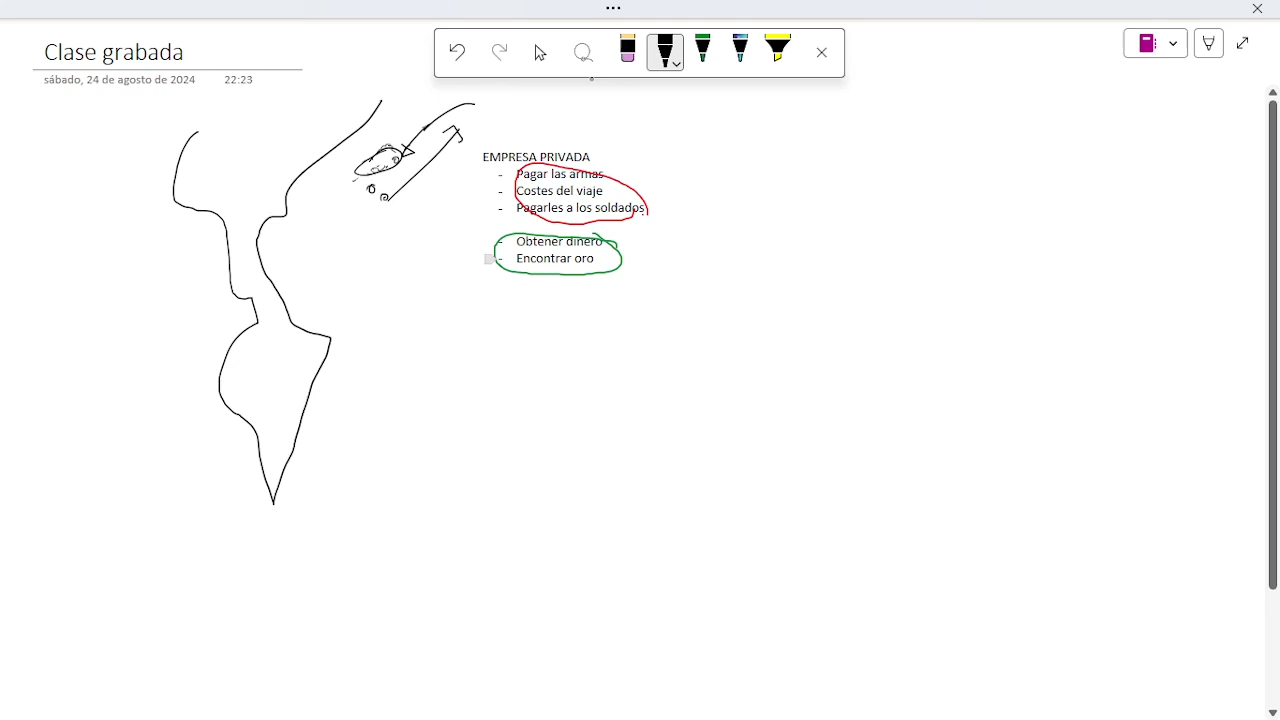 Clase grabada
sábado, 24 de agosto de 2024 22:23
EMPRESA PRIVADA
- Pagar las armas
- Costes del viaje
- Pagarles a los soldados
- Obtener dinero
- Encontrar oro